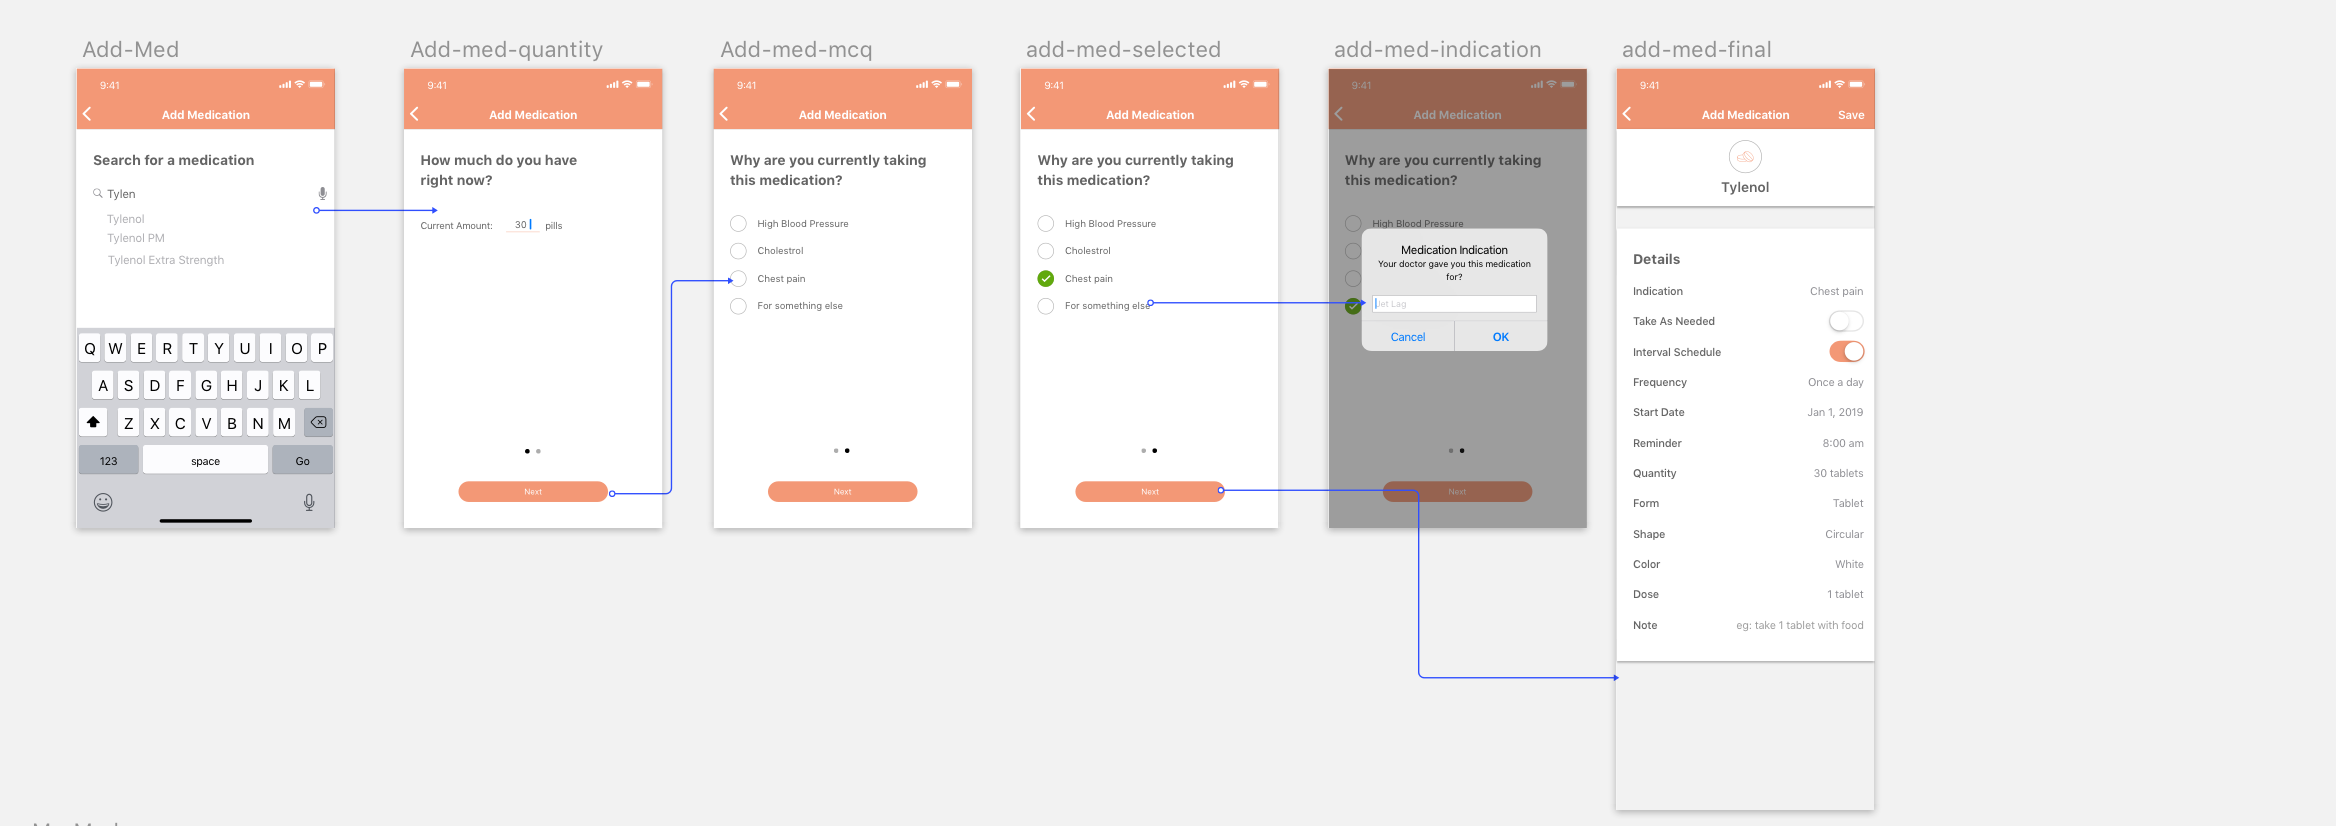 Add-Med
9:41
Add Medication
Search for a medication
Tylen
Tylenol
Tylenol PM
Tylenol Extra Strength
Q W E R T Y U I O P
A S D F G H J K L
Z X C V B N M
123 space Go
Add-med-quantity
9:41
Add Medication
How much do you have
right now?
Current Amount: 30 pills
Next
Add-med-mcq
9:41
Add Medication
Why are you currently taking
this medication?
High Blood Pressure
Cholestrol
Chest pain
For something else
Next
add-med-selected
9:41
Add Medication
Why are you currently taking
this medication?
High Blood Pressure
Cholestrol
Chest pain
For something else
Next
add-med-indication
9:41
Add Medication
Why are you currently taking
this medication?
High Blood Pressure
Medication Indication
Your doctor gave you this medication
for?
Jet Lag
Cancel OK
Next
add-med-final
9:41
Add Medication Save
Tylenol
Details
Indication Chest pain
Take As Needed
Interval Schedule
Frequency Once a day
Start Date Jan 1, 2019
Reminder 8:00 am
Quantity 30 tablets
Form Tablet
Shape Circular
Color White
Dose 1 tablet
Note eg: take 1 tablet with food